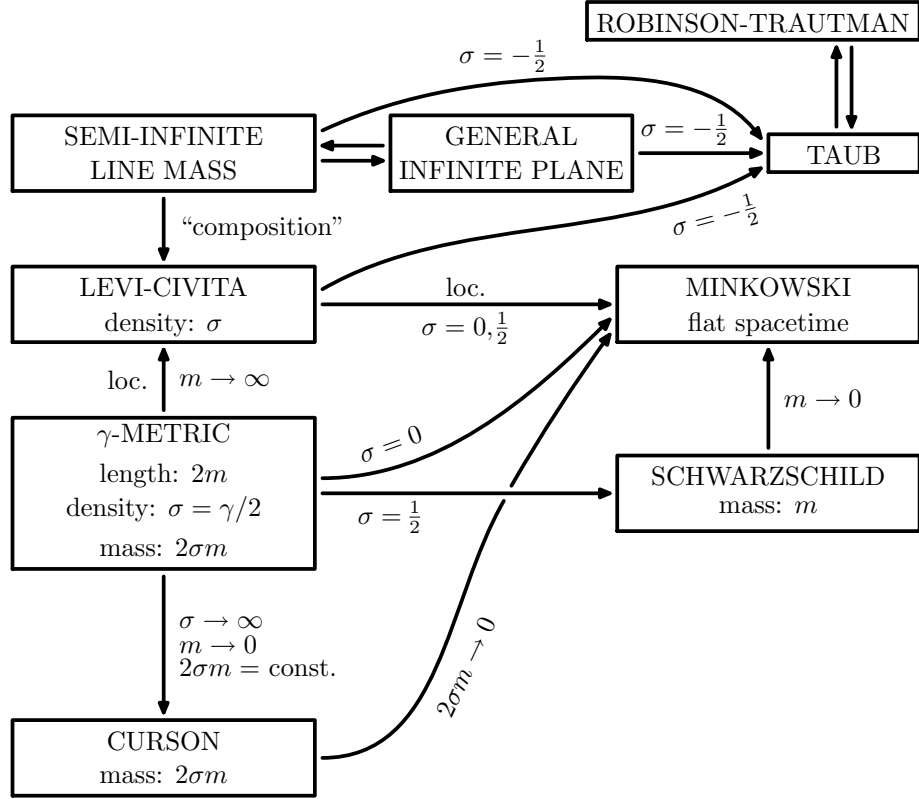 ROBINSON-TRAUTMAN
σ = −1/2
SEMI-INFINITE
LINE MASS
GENERAL
INFINITE PLANE
σ = −1/2
TAUB
"composition"
σ = −1/2
LEVI-CIVITA
density: σ
loc.
σ = 0, 1/2
MINKOWSKI
flat spacetime
loc.
m → ∞
m → 0
γ-METRIC
length: 2m
density: σ = γ/2
mass: 2σm
σ = 0
σ = 1/2
SCHWARZSCHILD
mass: m
σ → ∞
m → 0
2σm = const.
2σm → 0
CURSON
mass: 2σm